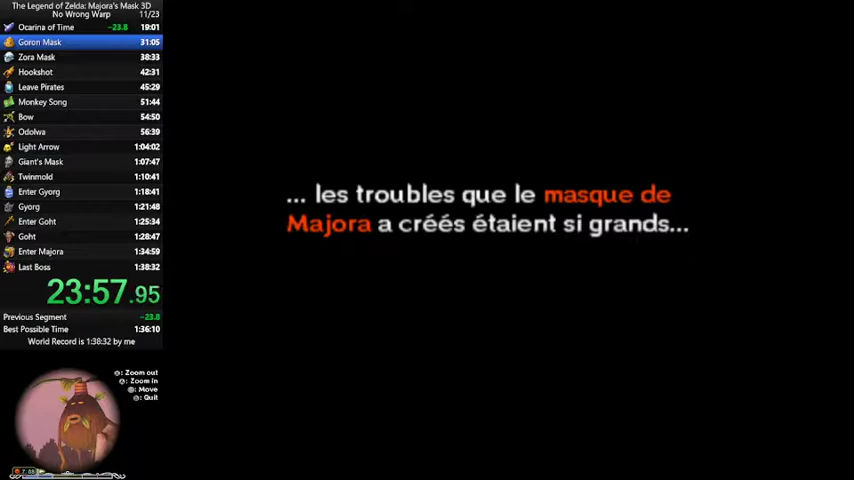 The Legend of Zelda: Majora's Mask 3D
No Wrong Warp 11/23
Ocarina of Time -23.8 19:01
Goron Mask 31:05
Zora Mask 38:33
Hookshot 42:31
Leave Pirates 45:29
Monkey Song 51:44
Bow 54:50
Odolwa 56:39
Light Arrow 1:04:02
Giant's Mask 1:07:47
Twinmold 1:10:41
Enter Gyorg 1:18:41
Gyorg 1:21:48
Enter Goht 1:25:34
Goht 1:28:47
Enter Majora 1:34:59
Last Boss 1:38:32
23:57.95
Previous Segment -23.8
Best Possible Time 1:36:10
World Record is 1:38:32 by me
... les troubles que le masque de
Majora a créés étaient si grands...
: Zoom out
: Zoom in
: Move
: Quit